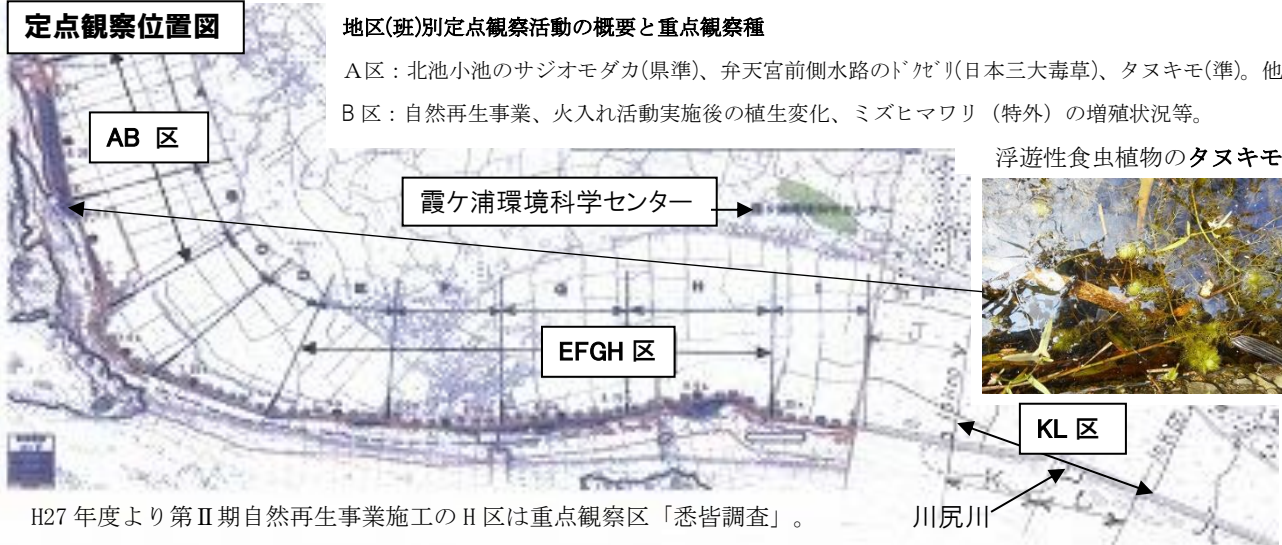 定点観察位置図
地区(班)別定点観察活動の概要と重点観察種
A区：北池小池のサジオモダカ(県準)、弁天宮前側水路のﾄﾞｸｾﾞﾘ(日本三大毒草)、タヌキモ(準)。他
B区：自然再生事業、火入れ活動実施後の植生変化、ミズヒマワリ（特外）の増殖状況等。
浮遊性食虫植物のタヌキモ
AB 区
霞ケ浦環境科学センター
E
F
G
H
I
EFGH 区
KL 区
H27 年度より第Ⅱ期自然再生事業施工の H 区は重点観察区「悉皆調査」。
川尻川